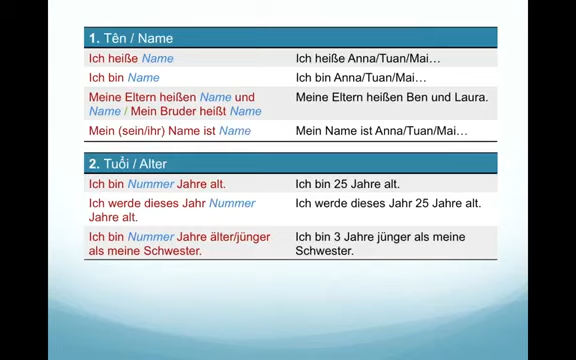 1. Tên / Name
Ich heiße Name
Ich heiße Anna/Tuan/Mai…
Ich bin Name
Ich bin Anna/Tuan/Mai…
Meine Eltern heißen Name und
Name / Mein Bruder heißt Name
Meine Eltern heißen Ben und Laura.
Mein (sein/ihr) Name ist Name
Mein Name ist Anna/Tuan/Mai…
2. Tuổi / Alter
Ich bin Nummer Jahre alt.
Ich bin 25 Jahre alt.
Ich werde dieses Jahr Nummer
Jahre alt.
Ich werde dieses Jahr 25 Jahre alt.
Ich bin Nummer Jahre älter/jünger
als meine Schwester.
Ich bin 3 Jahre jünger als meine
Schwester.